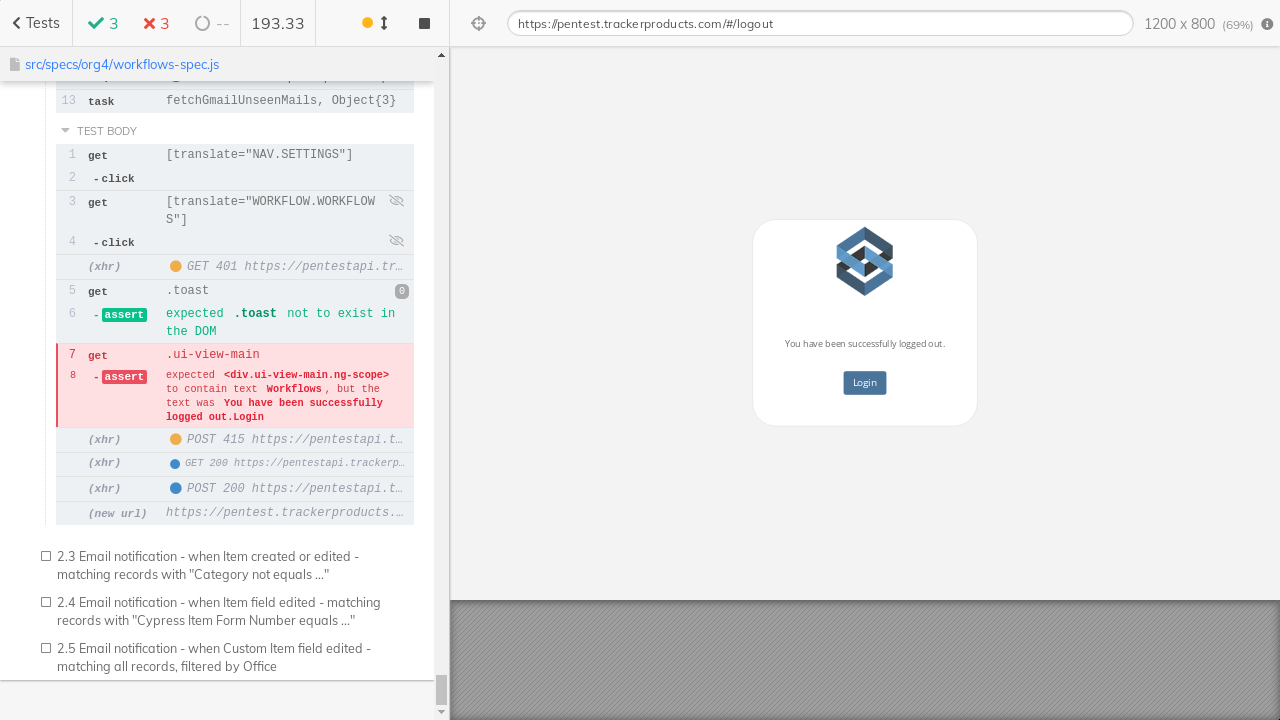 Tests
3
3
--
193.33
https://pentest.trackerproducts.com/#/logout
1200 x 800 (69%)
src/specs/org4/workflows-spec.js
13 task fetchGmailUnseenMails, Object{3}
TEST BODY
1 get [translate="NAV.SETTINGS"]
2 -click
3 get [translate="WORKFLOW.WORKFLOW
S"]
4 -click
(xhr) GET 401 https://pentestapi.tr…
5 get .toast 0
6 -assert expected .toast not to exist in
the DOM
7 get .ui-view-main
8 -assert expected <div.ui-view-main.ng-scope>
to contain text Workflows, but the
text was You have been successfully
logged out.Login
(xhr) POST 415 https://pentestapi.t…
(xhr) GET 200 https://pentestapi.trackerp…
(xhr) POST 200 https://pentestapi.t…
(new url) https://pentest.trackerproducts.…
2.3 Email notification - when Item created or edited -
matching records with "Category not equals ..."
2.4 Email notification - when Item field edited - matching
records with "Cypress Item Form Number equals ..."
2.5 Email notification - when Custom Item field edited -
matching all records, filtered by Office
You have been successfully logged out.
Login